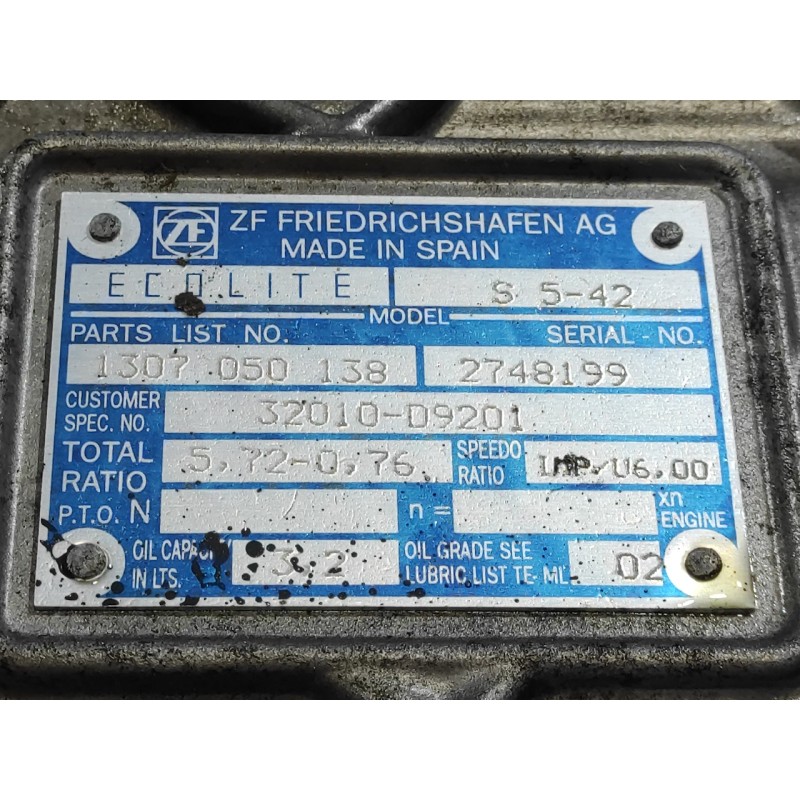 ZF ZF FRIEDRICHSHAFEN AG
MADE IN SPAIN
ECOLITE S 5-42
MODEL
PARTS LIST NO. SERIAL - NO.
1307 050 138 2748199
CUSTOMER SPEC. NO. 32010-D9201
TOTAL RATIO 5,72-0,76 SPEEDO RATIO IMP/U6,00
P.T.O. N n = xn ENGINE
OIL CAPACITY IN LTS. 3,2 OIL GRADE SEE LUBRIC. LIST TE-ML 02